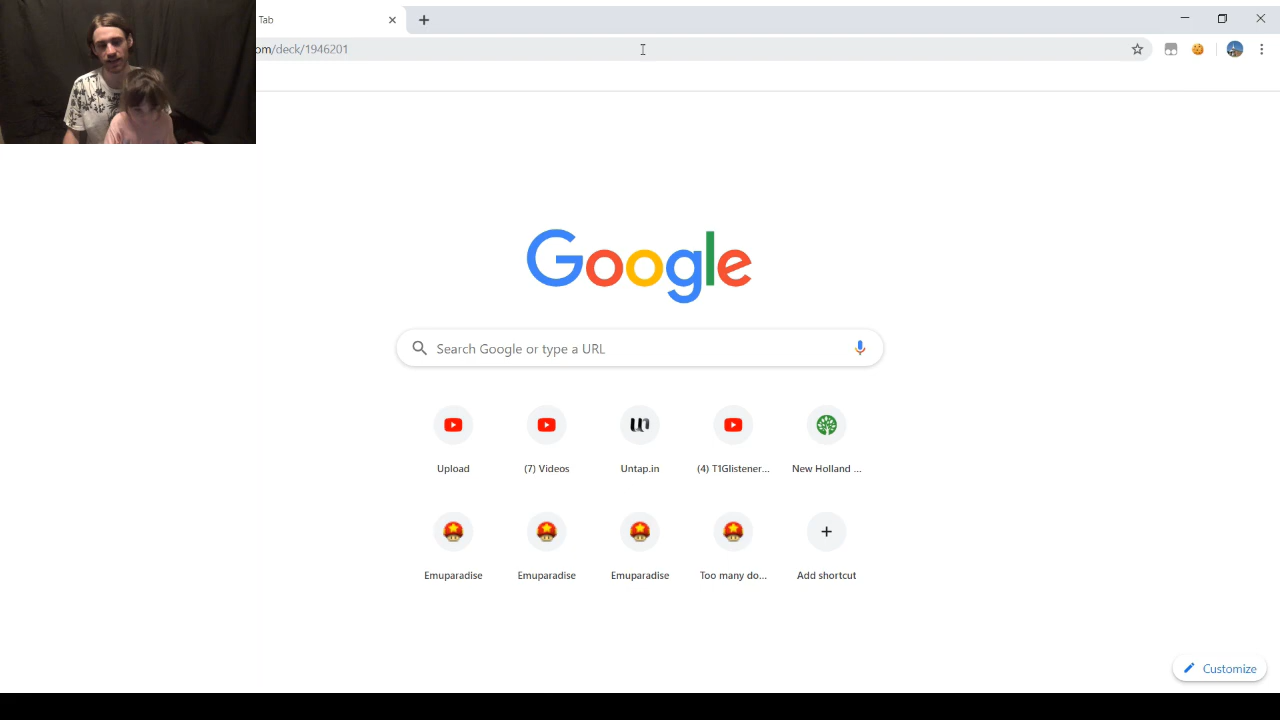 Tab
om/deck/1946201
Google
Search Google or type a URL
Upload
(7) Videos
Untap.in
(4) T1Glistener...
New Holland ...
Emuparadise
Emuparadise
Emuparadise
Too many do...
Add shortcut
Customize